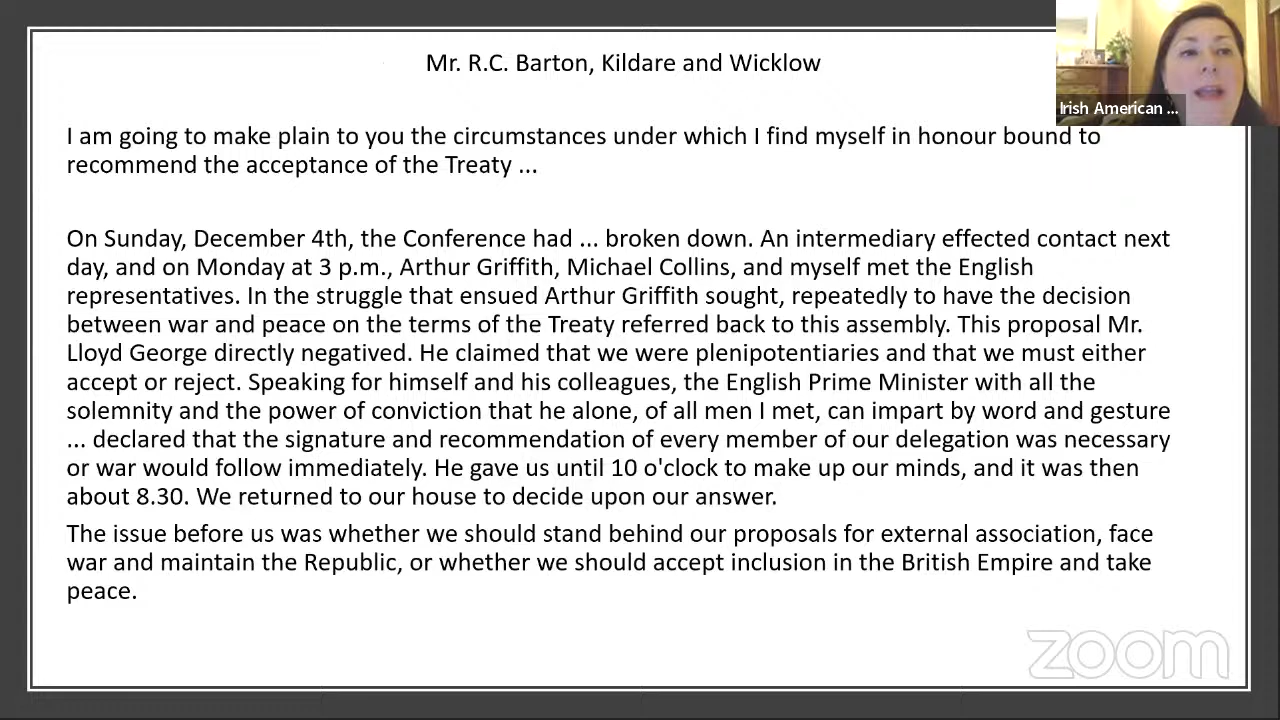 Mr. R.C. Barton, Kildare and Wicklow
Irish American ...
I am going to make plain to you the circumstances under which I find myself in honour bound to
recommend the acceptance of the Treaty ...
On Sunday, December 4th, the Conference had ... broken down. An intermediary effected contact next
day, and on Monday at 3 p.m., Arthur Griffith, Michael Collins, and myself met the English
representatives. In the struggle that ensued Arthur Griffith sought, repeatedly to have the decision
between war and peace on the terms of the Treaty referred back to this assembly. This proposal Mr.
Lloyd George directly negatived. He claimed that we were plenipotentiaries and that we must either
accept or reject. Speaking for himself and his colleagues, the English Prime Minister with all the
solemnity and the power of conviction that he alone, of all men I met, can impart by word and gesture
... declared that the signature and recommendation of every member of our delegation was necessary
or war would follow immediately. He gave us until 10 o'clock to make up our minds, and it was then
about 8.30. We returned to our house to decide upon our answer.
The issue before us was whether we should stand behind our proposals for external association, face
war and maintain the Republic, or whether we should accept inclusion in the British Empire and take
peace.
zoom